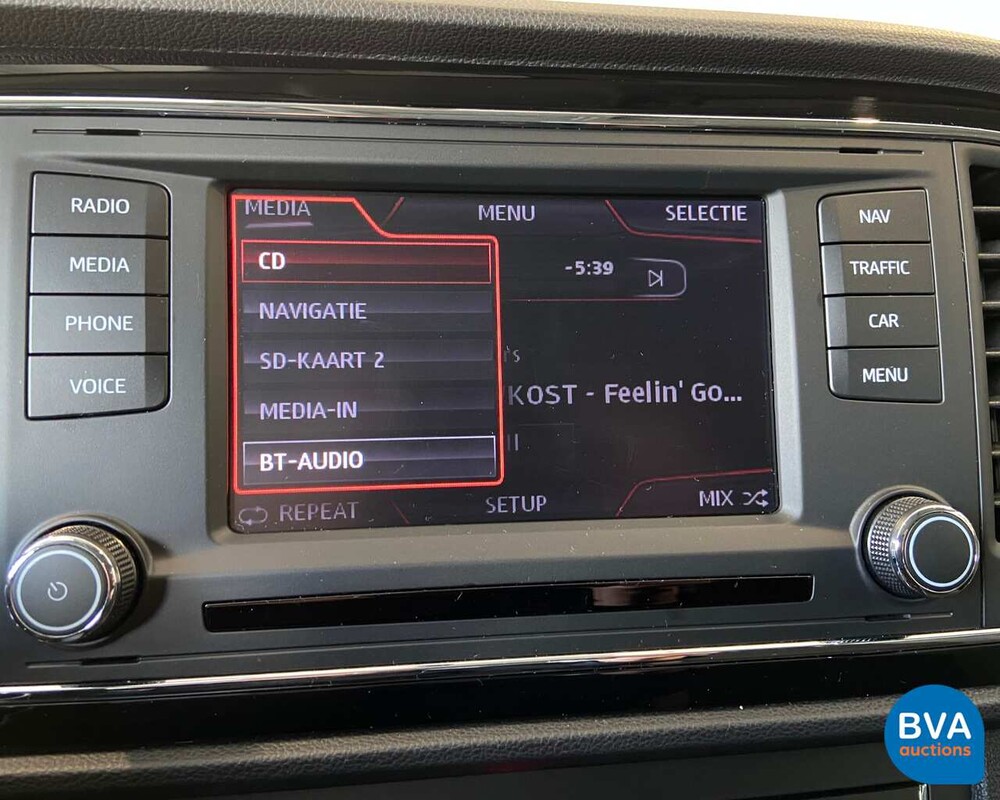 RADIO
MEDIA
PHONE
VOICE
MEDIA
MENU
SELECTIE
CD
NAVIGATIE
SD-KAART 2
MEDIA-IN
BT-AUDIO
-5:39
KOST - Feelin' Go...
REPEAT
SETUP
MIX
NAV
TRAFFIC
CAR
MENU
BVA
auctions